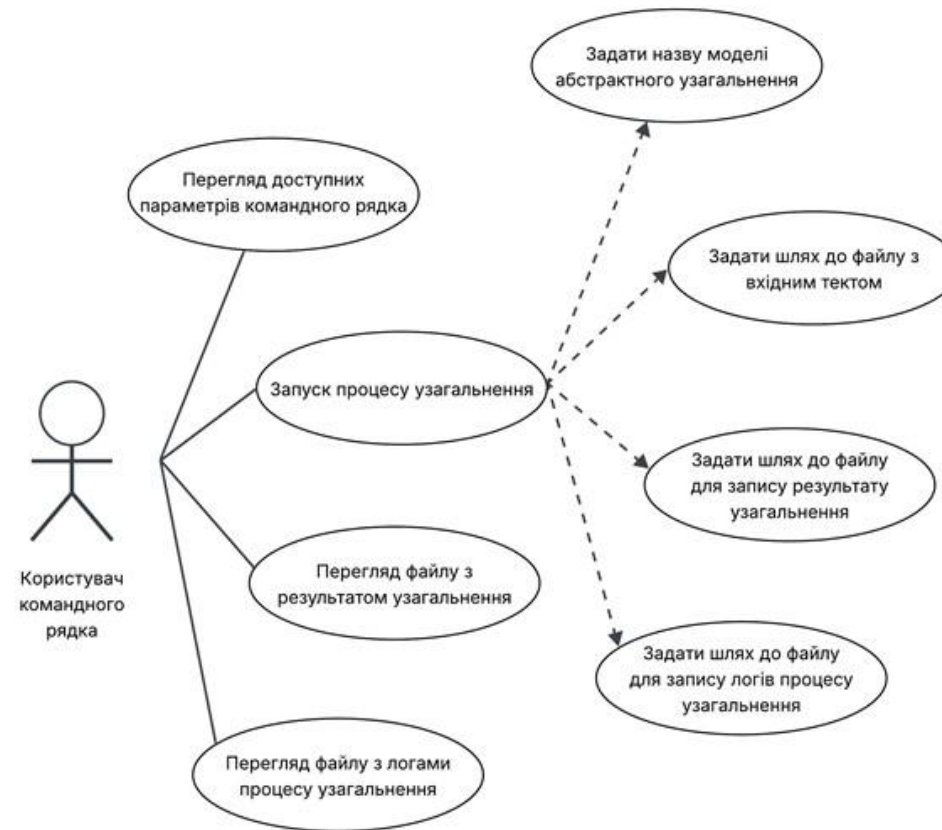 Задати назву моделі
абстрактного узагальнення
Перегляд доступних
параметрів командного рядка
Задати шлях до файлу з
вхідним тектом
Запуск процесу узагальнення
Задати шлях до файлу
для запису результату
узагальнення
Перегляд файлу з
результатом узагальнення
Користувач
командного
рядка
Задати шлях до файлу
для запису логів процесу
узагальнення
Перегляд файлу з логами
процесу узагальнення